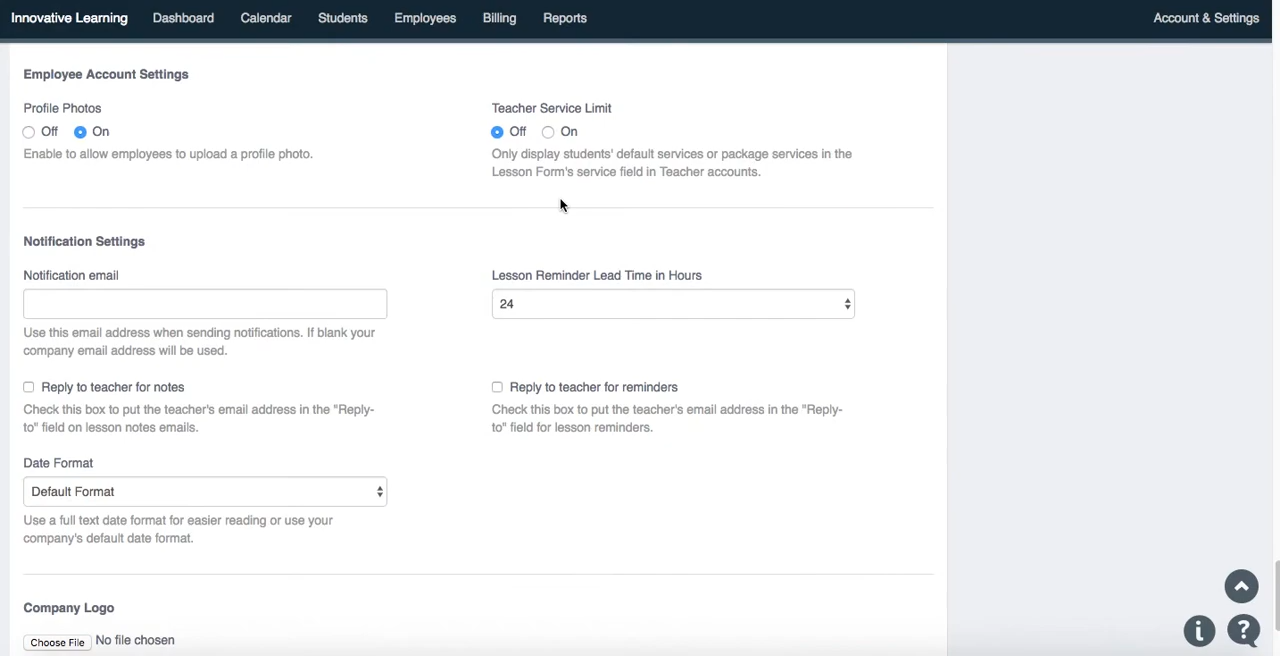 Innovative Learning Dashboard Calendar Students Employees Billing Reports Account & Settings
Employee Account Settings
Profile Photos
Off On
Enable to allow employees to upload a profile photo.
Teacher Service Limit
Off On
Only display students' default services or package services in the
Lesson Form's service field in Teacher accounts.
Notification Settings
Notification email
Use this email address when sending notifications. If blank your
company email address will be used.
Lesson Reminder Lead Time in Hours
24
Reply to teacher for notes
Check this box to put the teacher's email address in the "Reply-
to" field on lesson notes emails.
Reply to teacher for reminders
Check this box to put the teacher's email address in the "Reply-
to" field for lesson reminders.
Date Format
Default Format
Use a full text date format for easier reading or use your
company's default date format.
Company Logo
Choose File No file chosen